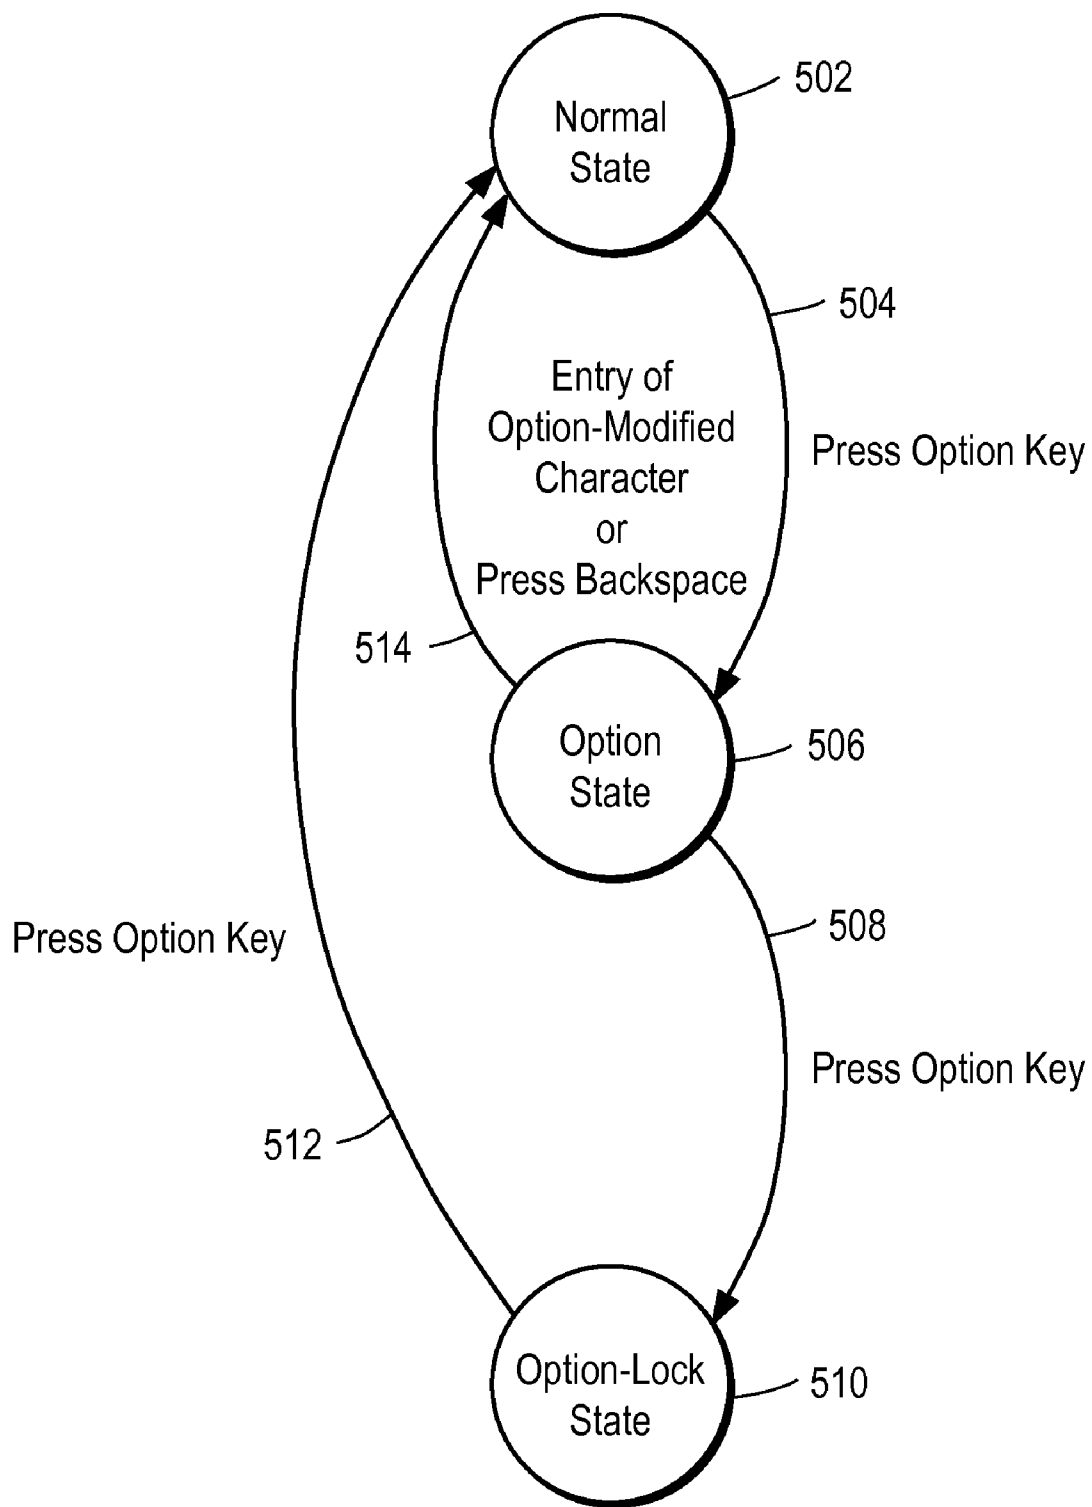 502
Normal
State
504
Entry of
Option-Modified
Character
or
Press Backspace
Press Option Key
514
Option
State
506
508
Press Option Key
Press Option Key
512
Option-Lock
State
510